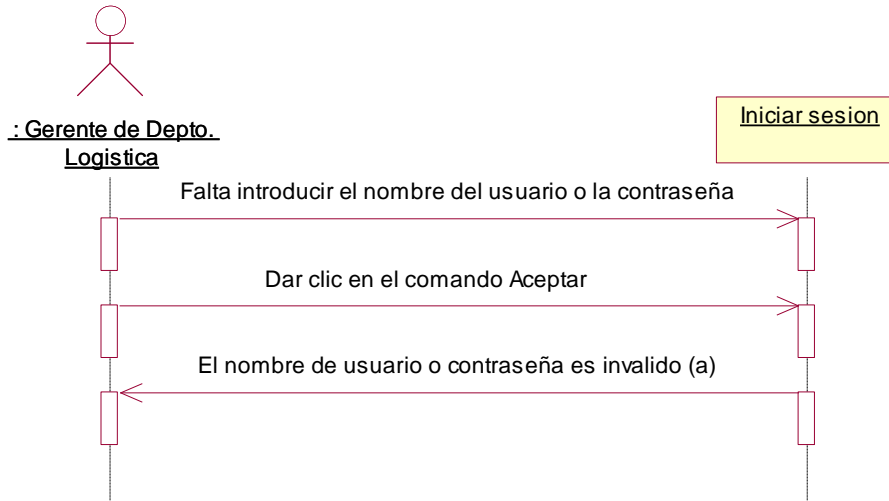 : Gerente de Depto.
Logistica
Iniciar sesion
Falta introducir el nombre del usuario o la contraseña
Dar clic en el comando Aceptar
El nombre de usuario o contraseña es invalido (a)